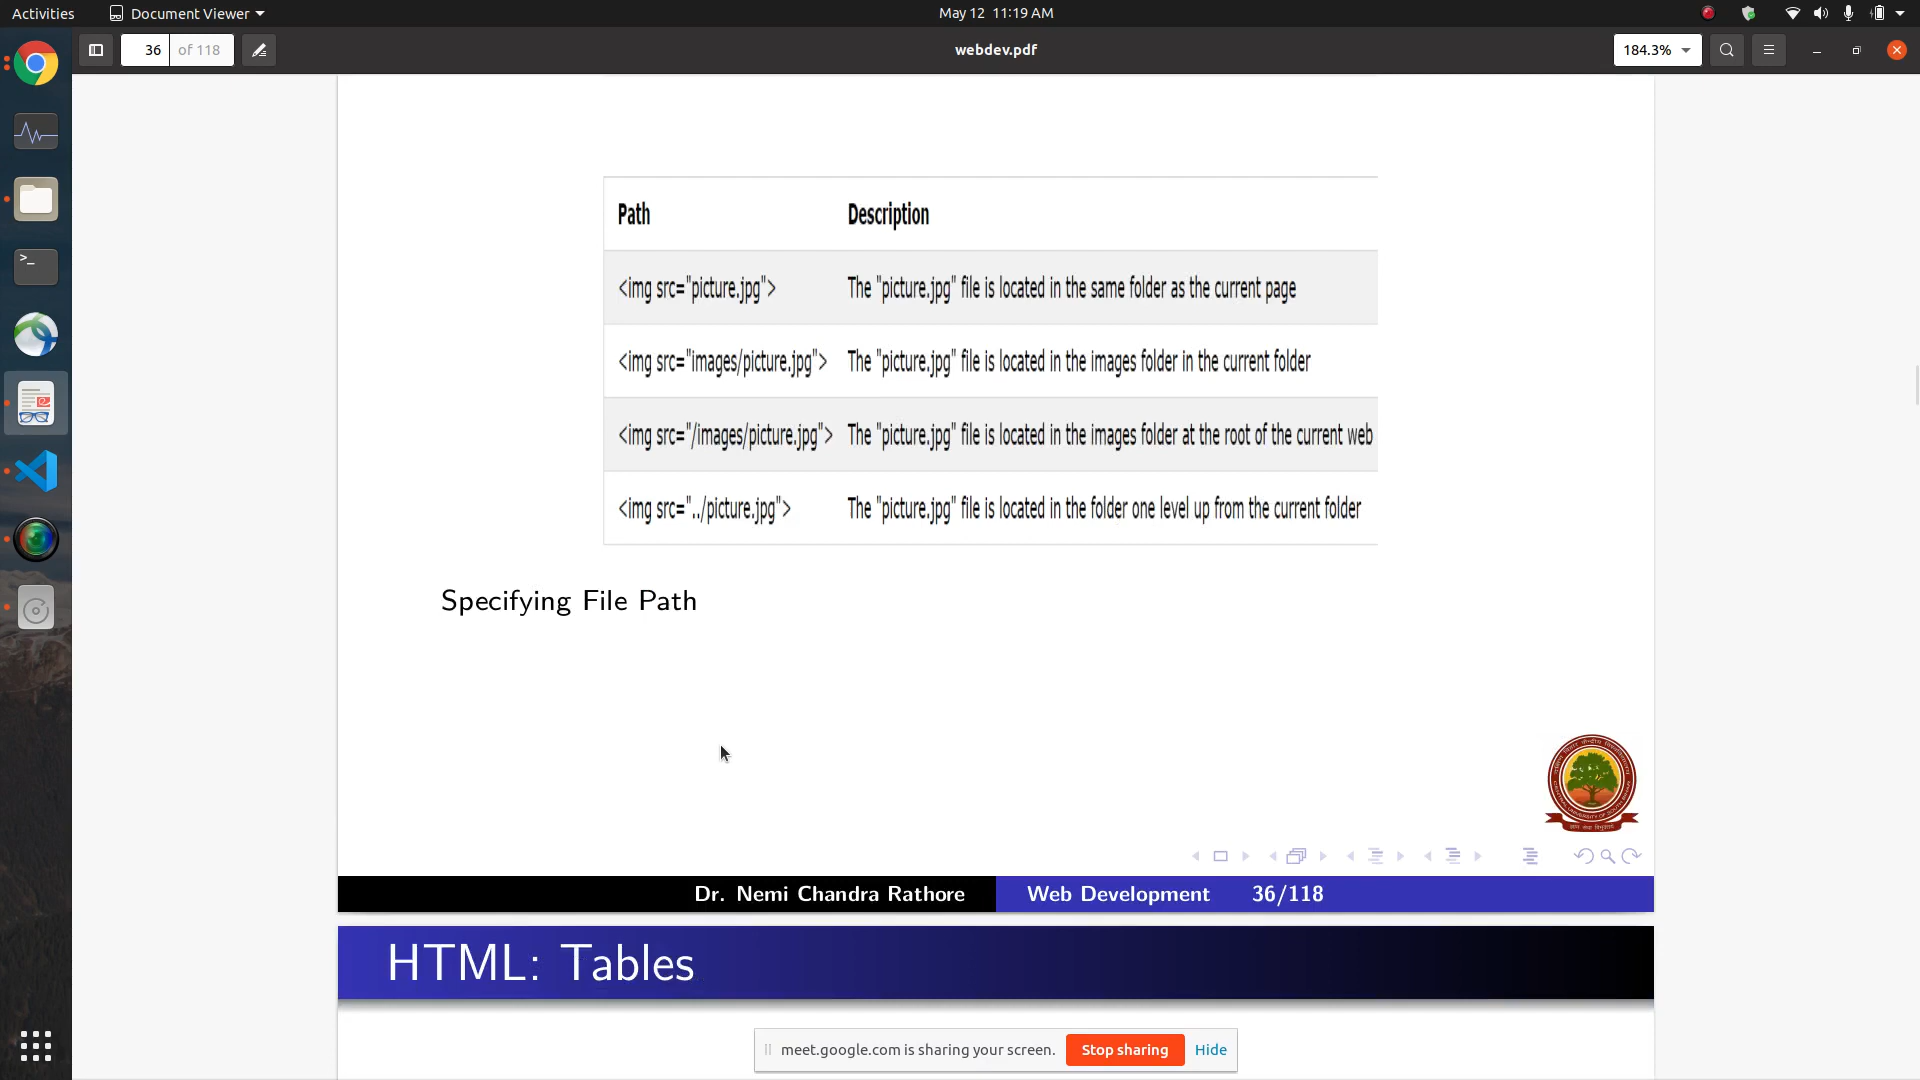 Activities
Document Viewer
May 12 11:19 AM
36 of 118
webdev.pdf
184.3%
Path Description
<img src="picture.jpg"> The "picture.jpg" file is located in the same folder as the current page
<img src="images/picture.jpg"> The "picture.jpg" file is located in the images folder in the current folder
<img src="/images/picture.jpg"> The "picture.jpg" file is located in the images folder at the root of the current web
<img src="../picture.jpg"> The "picture.jpg" file is located in the folder one level up from the current folder
Specifying File Path
Dr. Nemi Chandra Rathore Web Development 36/118
HTML: Tables
meet.google.com is sharing your screen. Stop sharing Hide